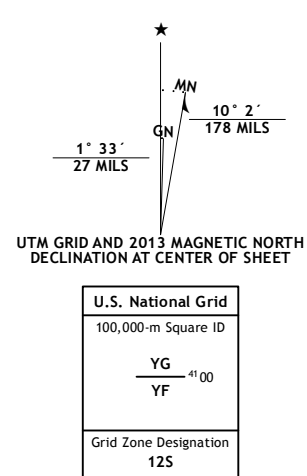 ★
MN
GN
10° 2´
178 MILS
1° 33´
27 MILS
UTM GRID AND 2013 MAGNETIC NORTH
DECLINATION AT CENTER OF SHEET
U.S. National Grid
100,000-m Square ID
YG
4100
YF
Grid Zone Designation
12S